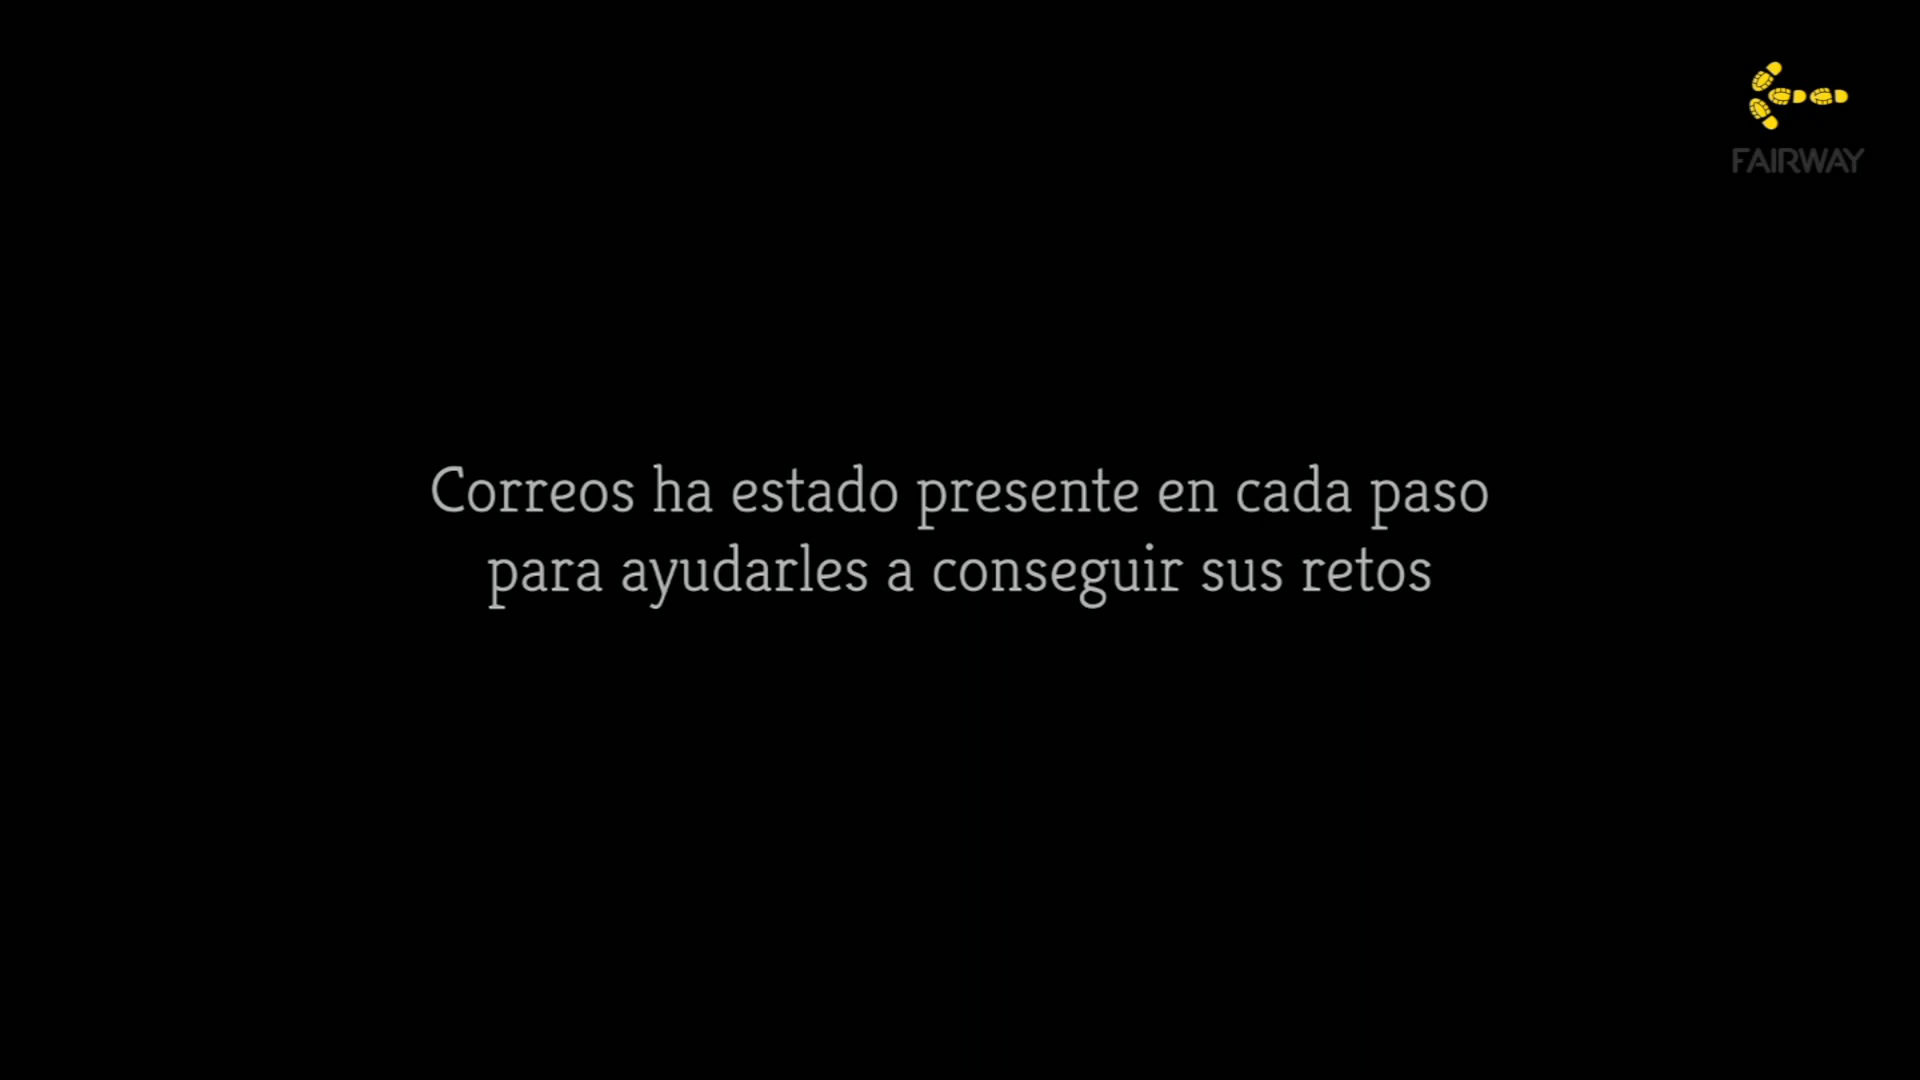 FAIRWAY
Correos ha estado presente en cada paso
para ayudarles a conseguir sus retos